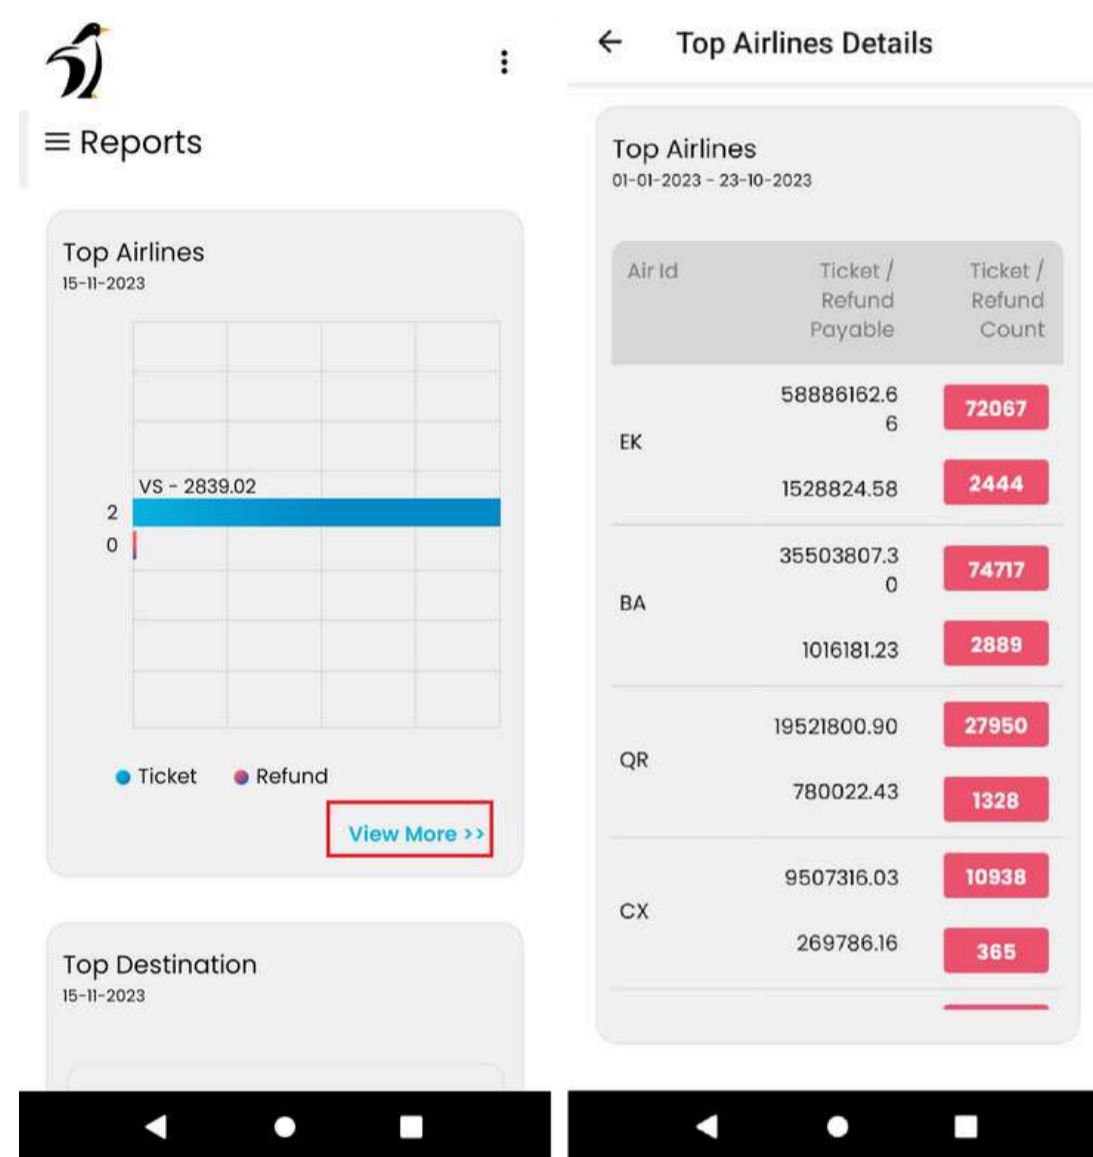 Reports
Top Airlines
15-11-2023
VS - 2839.02
2
0
Ticket Refund
View More >>
Top Destination
15-11-2023
Top Airlines Details
Top Airlines
01-01-2023 - 23-10-2023
Air Id Ticket / Ticket /
Refund Refund
Payable Count
58886162.6 72067
6
EK
1528824.58 2444
35503807.3 74717
0
BA
1016181.23 2889
19521800.90 27950
QR
780022.43 1328
9507316.03 10938
CX
269786.16 365